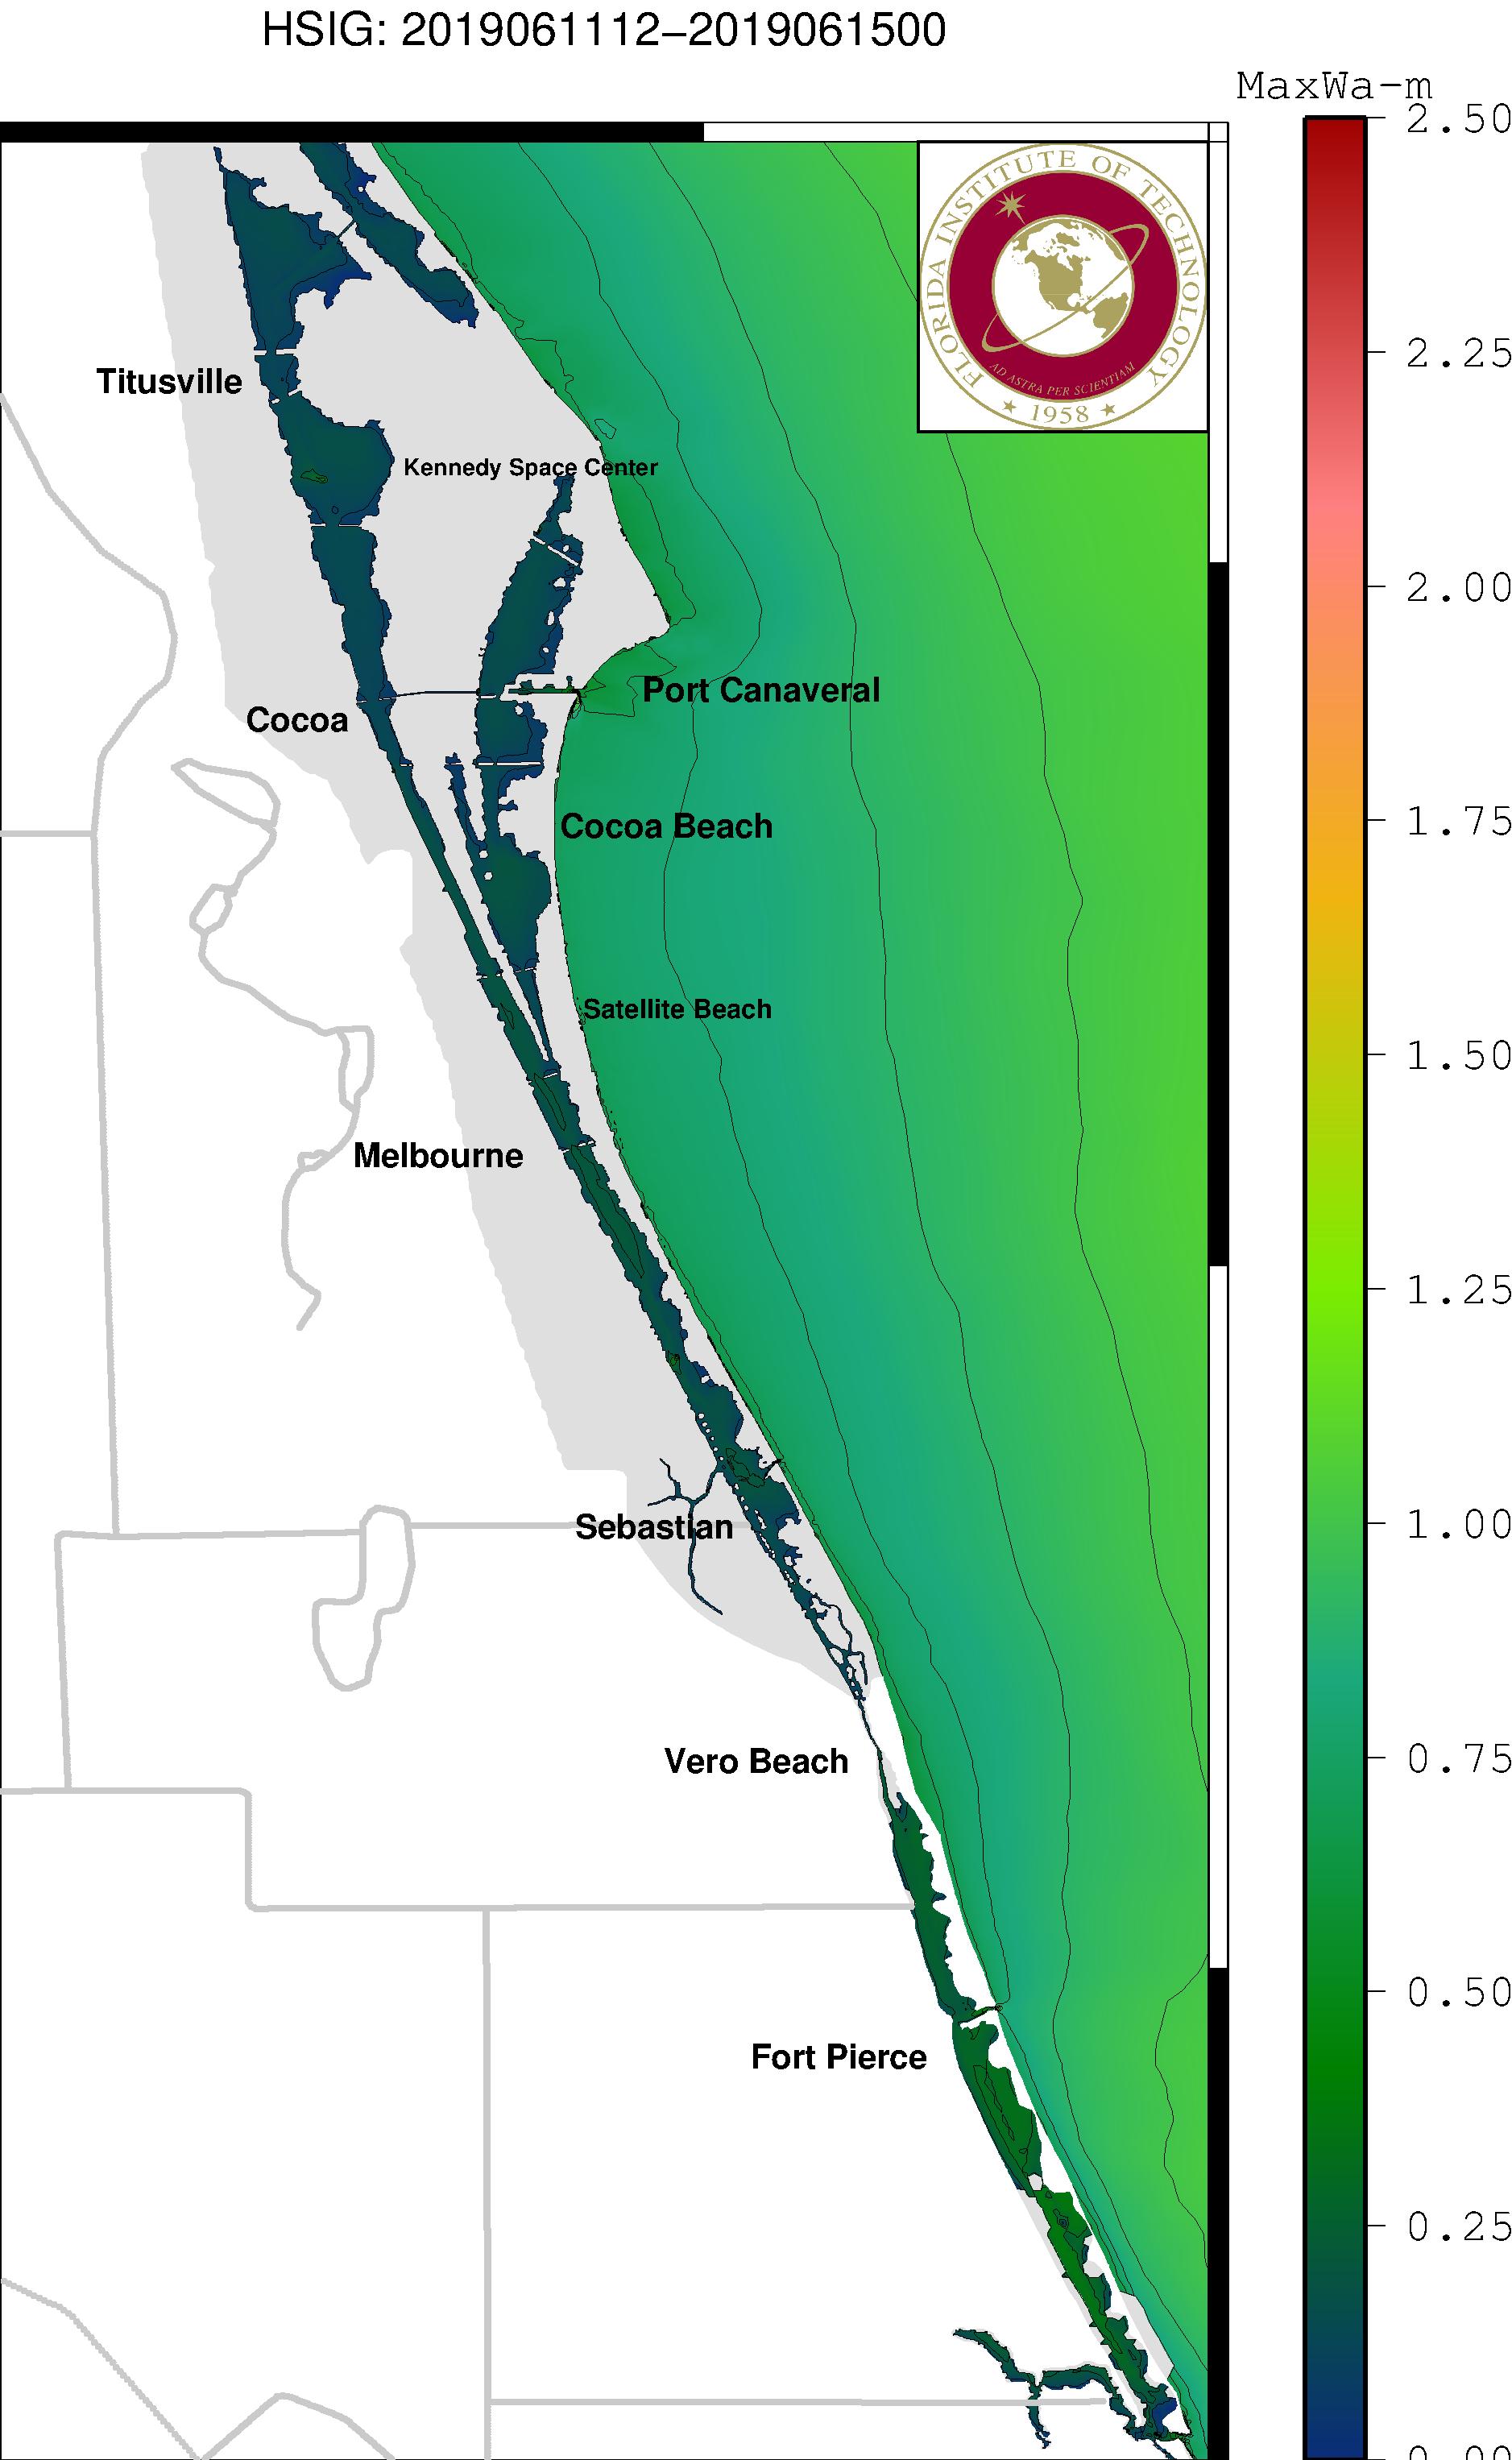 HSIG: 2019061112–2019061500
MaxWa-m
2.50
FLORIDA INSTITUTE OF TECHNOLOGY
AD ASTRA PER SCIENTIAM
★ 1958 ★
2.25
Titusville
Kennedy Space Center
2.00
Port Canaveral
Cocoa
1.75
Cocoa Beach
Satellite Beach
1.50
Melbourne
1.25
1.00
Sebastian
0.75
Vero Beach
0.50
Fort Pierce
0.25
0.00